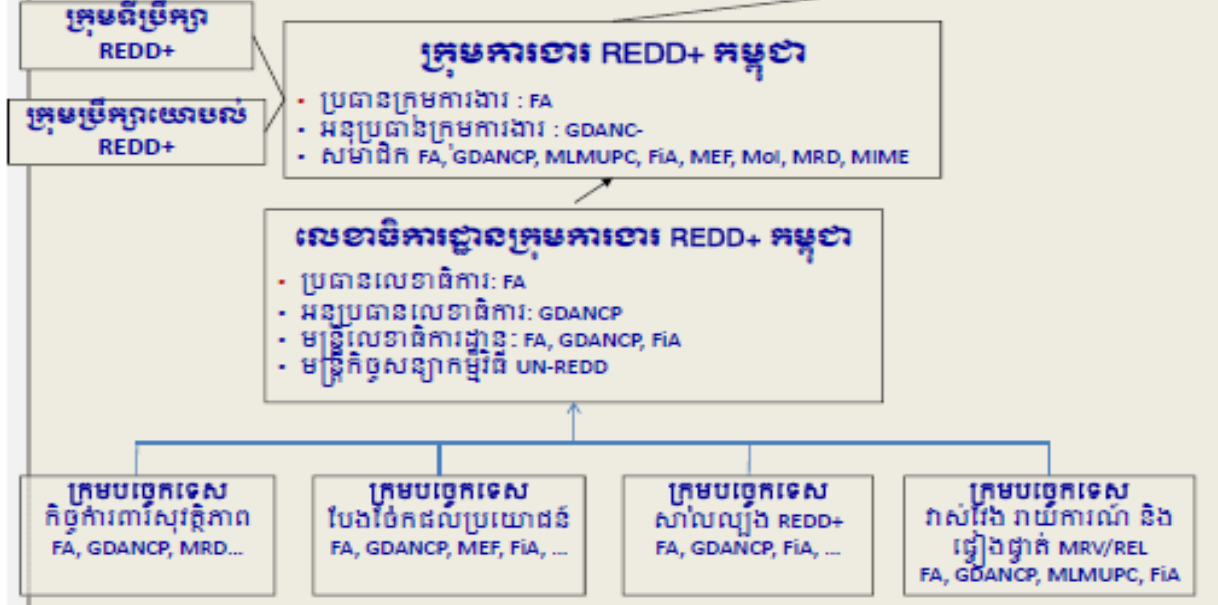 ក្រុមទីប្រឹក្សា
REDD+
ក្រុមប្រឹក្សាយោបល់
REDD+
ក្រុមការងារ REDD+ កម្ពុជា
• ប្រធានក្រុមការងារ : FA
• អនុប្រធានក្រុមការងារ : GDANC-
• សមាជិក FA, GDANCP, MLMUPC, FiA, MEF, MoI, MRD, MIME
លេខាធិការដ្ឋានក្រុមការងារ REDD+ កម្ពុជា
• ប្រធានលេខាធិការ: FA
• អនុប្រធានលេខាធិការ: GDANCP
• មន្ត្រីលេខាធិការដ្ឋាន: FA, GDANCP, FiA
• មន្ត្រីកិច្ចសន្យាកម្មវិធី UN-REDD
ក្រុមបច្ចេកទេស
កិច្ចការពារសុវត្ថិភាព
FA, GDANCP, MRD...
ក្រុមបច្ចេកទេស
បែងចែកផលប្រយោជន៍
FA, GDANCP, MEF, FiA, ...
ក្រុមបច្ចេកទេស
សាលល្បង REDD+
FA, GDANCP, FiA, ...
ក្រុមបច្ចេកទេស
វាស់វែង រាយការណ៍ និង
ផ្ទៀងផ្ទាត់ MRV/REL
FA, GDANCP, MLMUPC, FiA